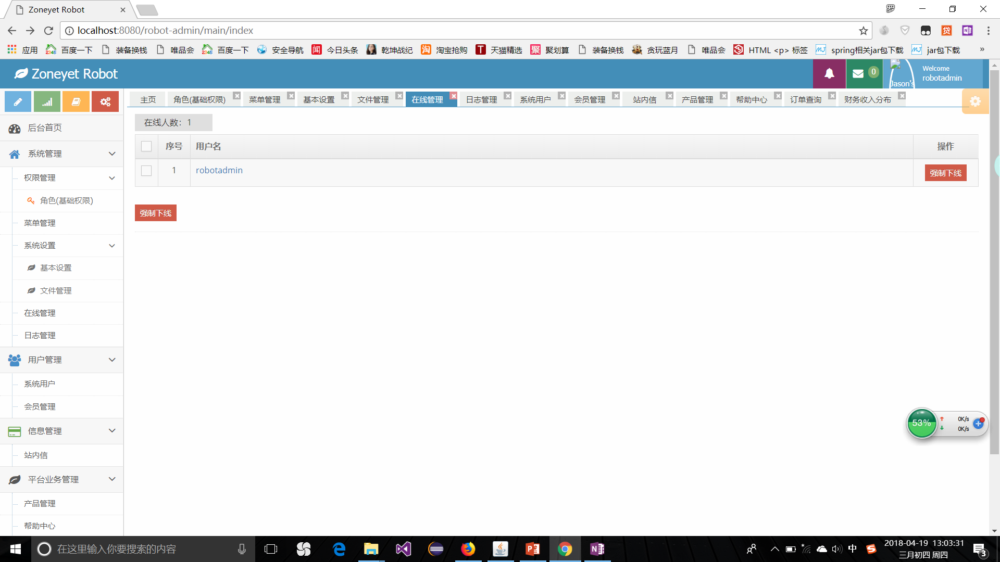 Zoneyet Robot
localhost:8080/robot-admin/main/index
应用 百度一下 装备换钱 唯品会 百度一下 安全导航 闻 今日头条 乾坤战纪 淘 淘宝抢购 T 天猫精选 聚 聚划算 装备换钱 贪玩蓝月 唯品会 HTML <p> 标签 MJ spring相关jar包下载 MJ jar包下载 »
Zoneyet Robot
0
Jason's
Welcome
robotadmin
主页 角色(基础权限) 菜单管理 基本设置 文件管理 在线管理 日志管理 系统用户 会员管理 站内信 产品管理 帮助中心 订单查询 财务收入分布
后台首页
系统管理
权限管理
角色(基础权限)
菜单管理
系统设置
基本设置
文件管理
在线管理
日志管理
用户管理
系统用户
会员管理
信息管理
站内信
平台业务管理
产品管理
帮助中心
在线人数: 1
序号 用户名 操作
1 robotadmin 强制下线
强制下线
53%
0K/s
0K/s
在这里输入你要搜索的内容
中
2018-04-19 13:03:31
三月初四 周四
3